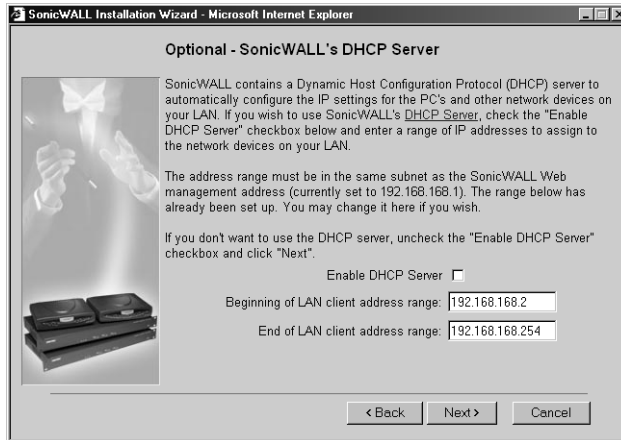 SonicWALL Installation Wizard - Microsoft Internet Explorer
Optional - SonicWALL's DHCP Server
SonicWALL contains a Dynamic Host Configuration Protocol (DHCP) server to
automatically configure the IP settings for the PC's and other network devices on
your LAN. If you wish to use SonicWALL's DHCP Server, check the "Enable
DHCP Server" checkbox below and enter a range of IP addresses to assign to
the network devices on your LAN.
The address range must be in the same subnet as the SonicWALL Web
management address (currently set to 192.168.168.1). The range below has
already been set up. You may change it here if you wish.
If you don't want to use the DHCP server, uncheck the "Enable DHCP Server"
checkbox and click "Next".
Enable DHCP Server
Beginning of LAN client address range: 192.168.168.2
End of LAN client address range: 192.168.168.254
< Back Next > Cancel